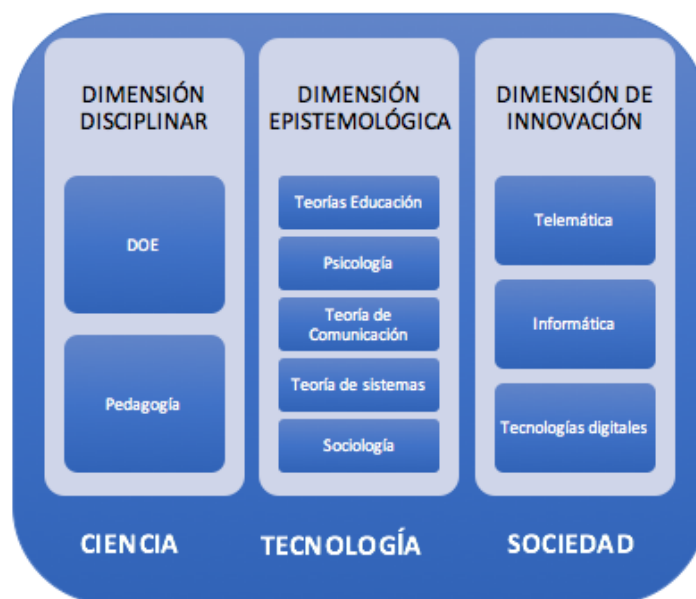 DIMENSIÓN
DISCIPLINAR
DOE
Pedagogía
DIMENSIÓN
EPISTEMOLÓGICA
Teorías Educación
Psicología
Teoría de
Comunicación
Teoría de sistemas
Sociología
DIMENSIÓN DE
INNOVACIÓN
Telemática
Informática
Tecnologías digitales
CIENCIA
TECNOLOGÍA
SOCIEDAD